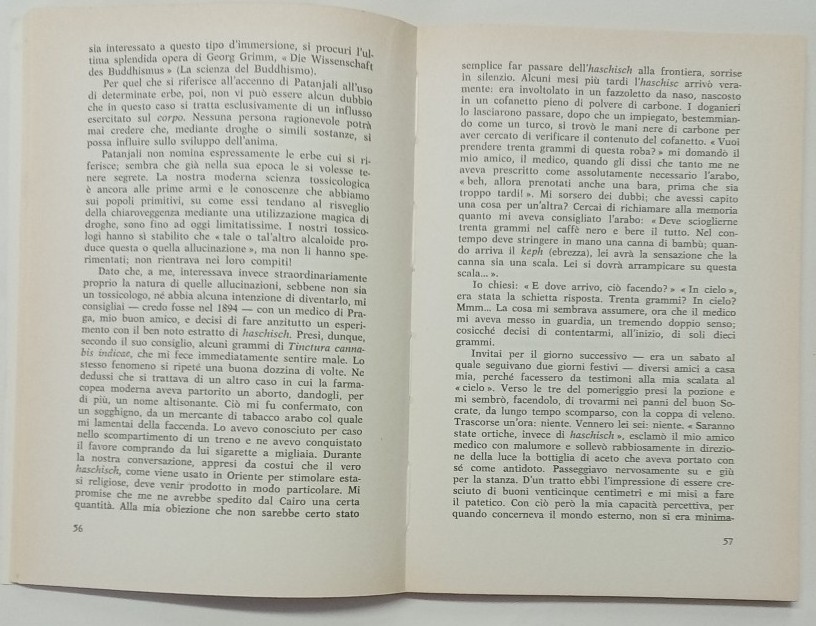 sia interessato a questo tipo d'immersione, si procuri l'ul-
tima splendida opera di Georg Grimm, « Die Wissenschaft
des Buddhismus » (La scienza del Buddhismo).
Per quel che si riferisce all'accenno di Patanjali all'uso
di determinate erbe, poi, non vi può essere alcun dubbio
che in questo caso si tratta esclusivamente di un influsso
esercitato sul corpo. Nessuna persona ragionevole potrà
mai credere che, mediante droghe o simili sostanze, si
possa influire sullo sviluppo dell'anima.
Patanjali non nomina espressamente le erbe cui si ri-
ferisce; sembra che già nella sua epoca le si volesse te-
nere segrete. La nostra moderna scienza tossicologica
è ancora alle prime armi e le conoscenze che abbiamo
sui popoli primitivi, su come essi tendano al risveglio
della chiaroveggenza mediante una utilizzazione magica di
droghe, sono fino ad oggi limitatissime. I nostri tossico-
logi hanno sì stabilito che « tale o tal'altro alcaloide pro-
duce questa o quella allucinazione », ma non li hanno spe-
rimentati; non rientrava nei loro compiti!
Dato che, a me, interessava invece straordinariamente
proprio la natura di quelle allucinazioni, sebbene non sia
un tossicologo, né abbia alcuna intenzione di diventarlo, mi
consigliai — credo fosse nel 1894 — con un medico di Pra-
ga, mio buon amico, e decisi di fare anzitutto un esperi-
mento con il ben noto estratto di haschisch. Presi, dunque,
secondo il suo consiglio, alcuni grammi di Tinctura canna-
bis indicae, che mi fece immediatamente sentire male. Lo
stesso fenomeno si ripeté una buona dozzina di volte. Ne
dedussi che si trattava di un altro caso in cui la farma-
copea moderna aveva partorito un aborto, dandogli, per
di più, un nome altisonante. Ciò mi fu confermato, con
un sogghigno, da un mercante di tabacco arabo col quale
mi lamentai della faccenda. Lo avevo conosciuto per caso
nello scompartimento di un treno e ne avevo conquistato
il favore comprando da lui sigarette a migliaia. Durante
la nostra conversazione, appresi da costui che il vero
haschisch, come viene usato in Oriente per stimolare esta-
si religiose, deve venir prodotto in modo particolare. Mi
promise che me ne avrebbe spedito dal Cairo una certa
quantità. Alla mia obiezione che non sarebbe certo stato
56
semplice far passare dell'haschisch alla frontiera, sorrise
in silenzio. Alcuni mesi più tardi l'haschisc arrivò vera-
mente: era involtolato in un fazzoletto da naso, nascosto
in un cofanetto pieno di polvere di carbone. I doganieri
lo lasciarono passare, dopo che un impiegato, bestemmian-
do come un turco, si trovò le mani nere di carbone per
aver cercato di verificare il contenuto del cofanetto. « Vuoi
prendere trenta grammi di questa roba? » mi domandò il
mio amico, il medico, quando gli dissi che tanto me ne
aveva prescritto come assolutamente necessario l'arabo,
« beh, allora prenotati anche una bara, prima che sia
troppo tardi! ». Mi sorsero dei dubbi; che avessi capito
una cosa per un'altra? Cercai di richiamare alla memoria
quanto mi aveva consigliato l'arabo: « Deve scioglierne
trenta grammi nel caffè nero e bere il tutto. Nel con-
tempo deve stringere in mano una canna di bambù; quan-
do arriva il keph (ebrezza), lei avrà la sensazione che la
canna sia una scala. Lei si dovrà arrampicare su questa
scala... ».
Io chiesi: « E dove arrivo, ciò facendo? » « In cielo »,
era stata la schietta risposta. Trenta grammi? In cielo?
Mmm... La cosa mi sembrava assumere, ora che il medico
mi aveva messo in guardia, un tremendo doppio senso;
cosicché decisi di contentarmi, all'inizio, di soli dieci
grammi.
Invitai per il giorno successivo — era un sabato al
quale seguivano due giorni festivi — diversi amici a casa
mia, perché facessero da testimoni alla mia scalata al
« cielo ». Verso le tre del pomeriggio presi la pozione e
mi sembrò, facendolo, di trovarmi nei panni del buon So-
crate, da lungo tempo scomparso, con la coppa di veleno.
Trascorse un'ora: niente. Vennero lei sei: niente. « Saranno
state ortiche, invece di haschisch », esclamò il mio amico
medico con malumore e sollevò rabbiosamente in direzio-
ne della luce la bottiglia di aceto che aveva portato con
sé come antidoto. Passeggiavo nervosamente su e giù
per la stanza. D'un tratto ebbi l'impressione di essere cre-
sciuto di buoni venticinque centimetri e mi misi a fare
il patetico. Con ciò però la mia capacità percettiva, per
quando concerneva il mondo esterno, non si era minima-
57